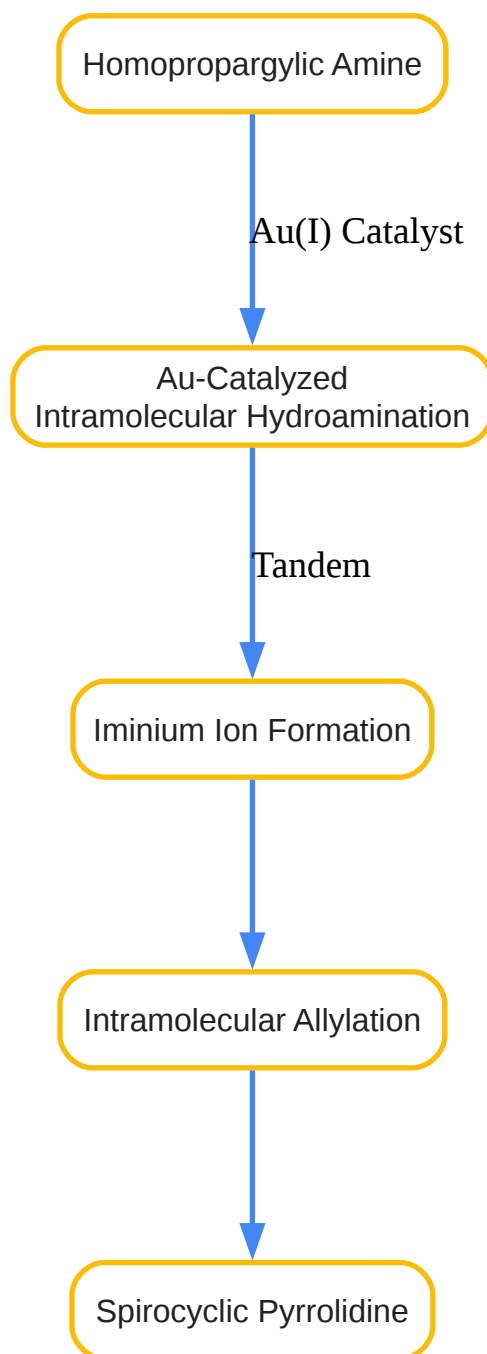 Homopropargylic Amine
Au(I) Catalyst
Au-Catalyzed
Intramolecular Hydroamination
Tandem
Iminium Ion Formation
Intramolecular Allylation
Spirocyclic Pyrrolidine